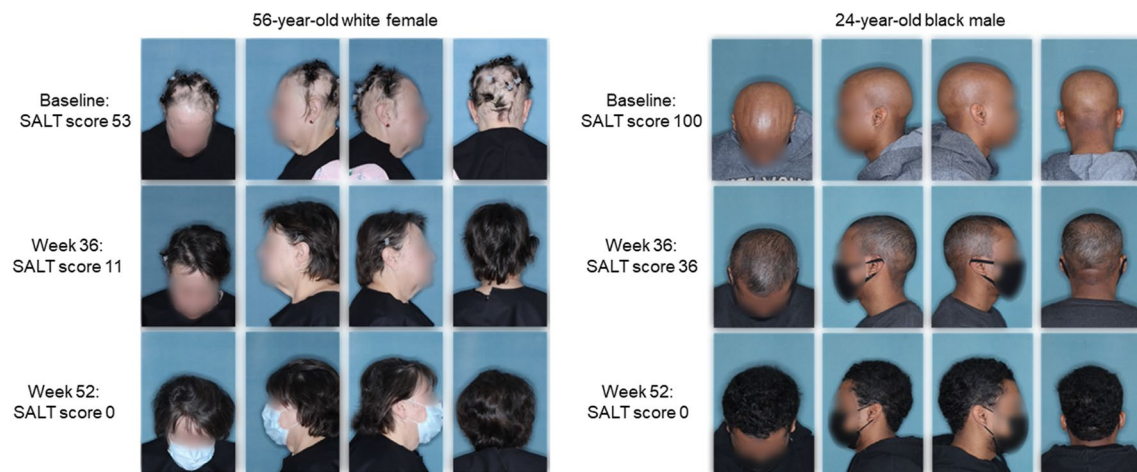 56-year-old white female
Baseline:
SALT score 53
Week 36:
SALT score 11
Week 52:
SALT score 0
24-year-old black male
Baseline:
SALT score 100
Week 36:
SALT score 36
Week 52:
SALT score 0